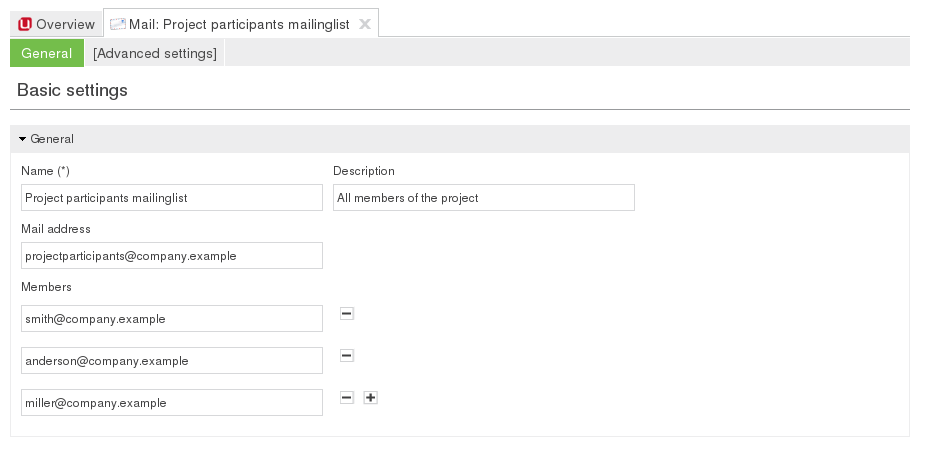 Overview Mail: Project participants mailinglist
General [Advanced settings]
Basic settings
General
Name (*) Description
Project participants mailinglist All members of the project
Mail address
projectparticipants@company.example
Members
smith@company.example
anderson@company.example
miller@company.example